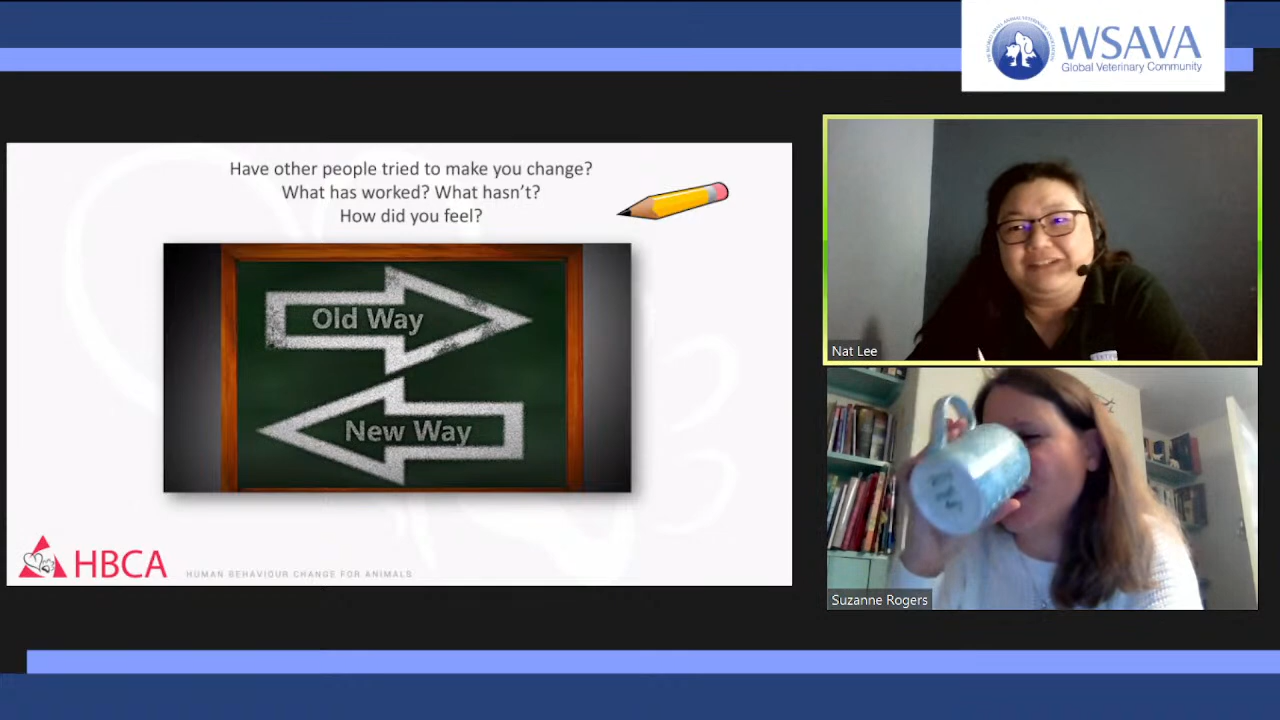 WSAVA
Global Veterinary Community
Have other people tried to make you change?
What has worked? What hasn't?
How did you feel?
Old Way
New Way
HBCA
HUMAN BEHAVIOUR CHANGE FOR ANIMALS
Nat Lee
Suzanne Rogers